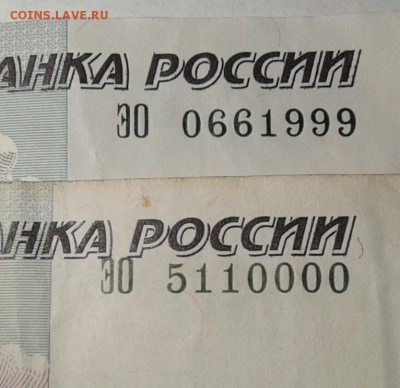 COINS.LAVE.RU
АНКА РОССИИ
ЭО 0661999
АНКА РОССИИ
ЭО 5110000